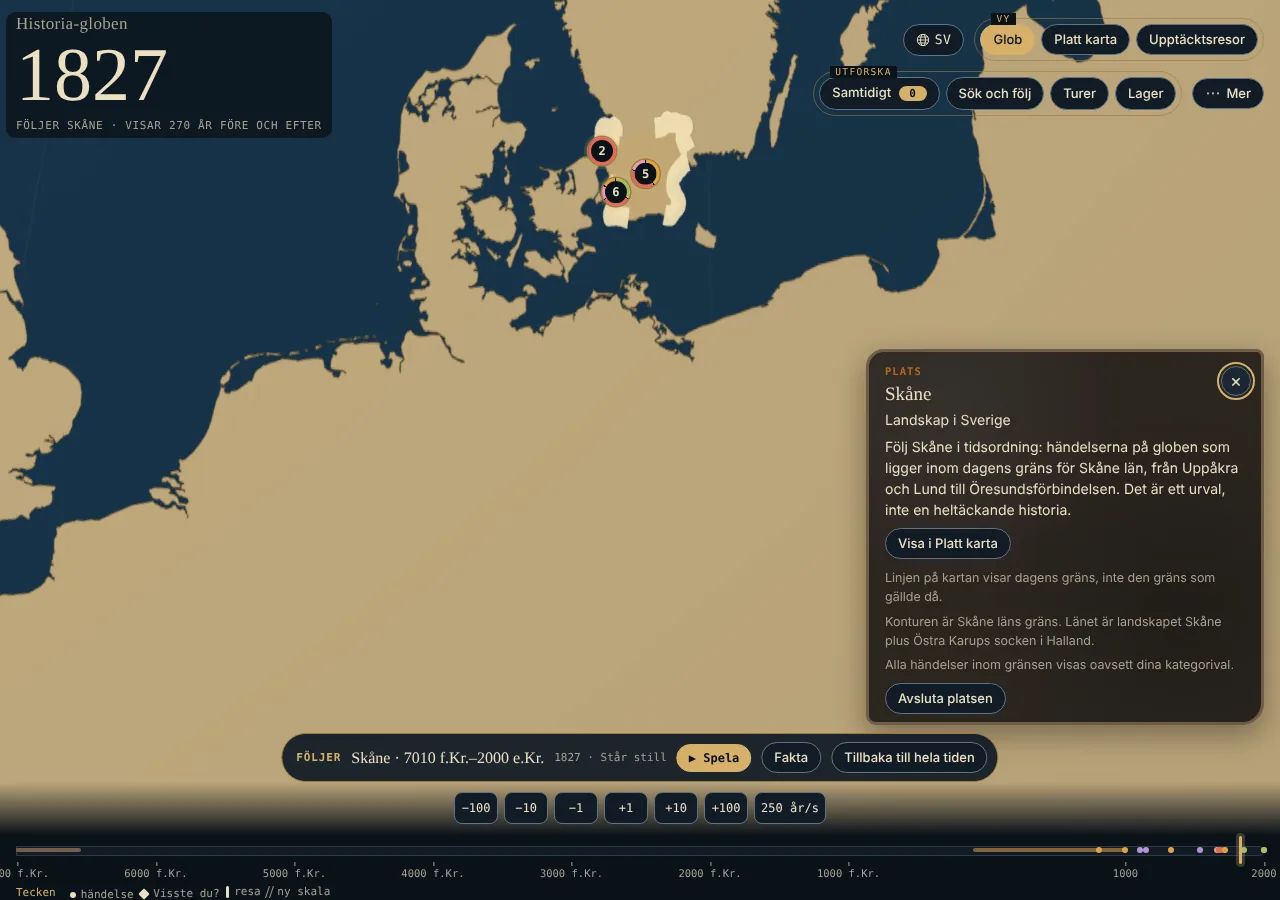 Historia-globen
1827
FÖLJER SKÅNE · VISAR 270 ÅR FÖRE OCH EFTER
SV
VY
Glob
Platt karta
Upptäcktsresor
UTFORSKA
Samtidigt 0
Sök och följ
Turer
Lager
··· Mer
2
5
6
PLATS
Skåne
Landskap i Sverige
Följ Skåne i tidsordning: händelserna på globen som
ligger inom dagens gräns för Skåne län, från Uppåkra
och Lund till Öresundsförbindelsen. Det är ett urval,
inte en heltäckande historia.
Visa i Platt karta
Linjen på kartan visar dagens gräns, inte den gräns som
gällde då.
Konturen är Skåne läns gräns. Länet är landskapet Skåne
plus Östra Karups socken i Halland.
Alla händelser inom gränsen visas oavsett dina kategorival.
Avsluta platsen
FÖLJER Skåne · 7010 f.Kr.–2000 e.Kr. 1827 · Står still ▶ Spela Fakta Tillbaka till hela tiden
−100 −10 −1 +1 +10 +100 250 år/s
00 f.Kr. 6000 f.Kr. 5000 f.Kr. 4000 f.Kr. 3000 f.Kr. 2000 f.Kr. 1000 f.Kr. 1000 2000
Tecken händelse Visste du? resa // ny skala